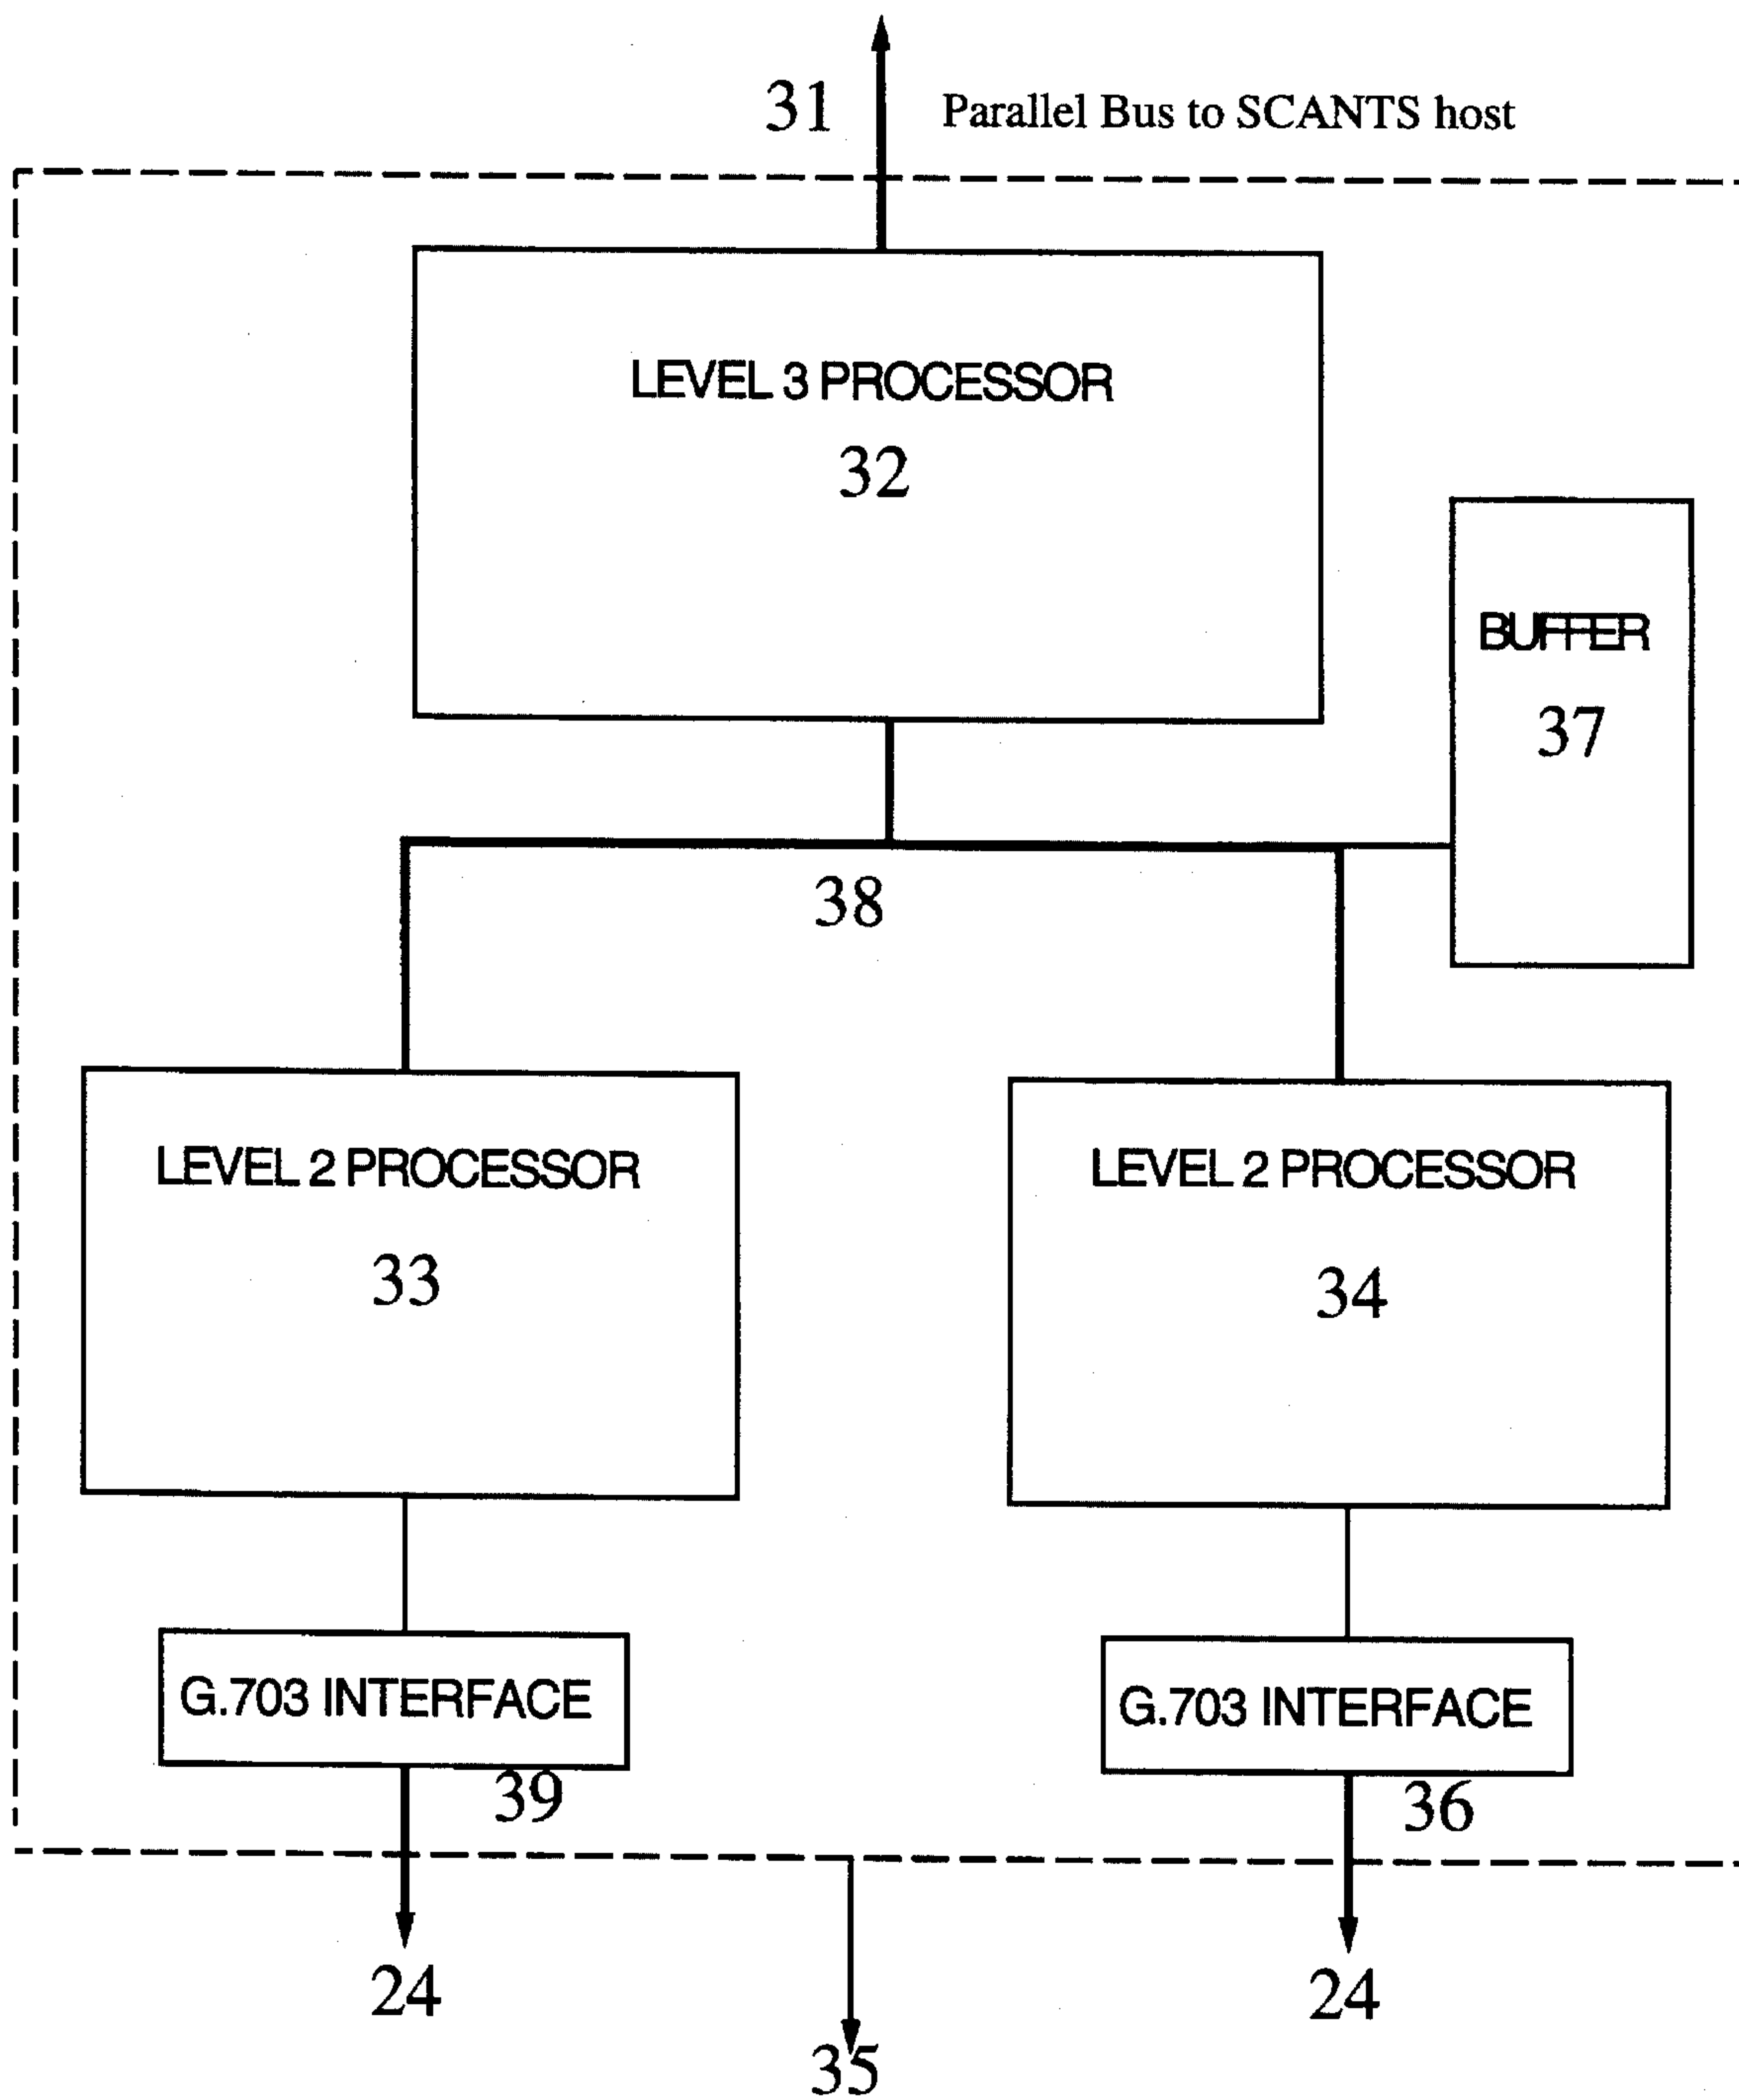 31
Parallel Bus to SCANTS host
LEVEL 3 PROCESSOR
32
BUFFER
37
38
LEVEL 2 PROCESSOR
33
LEVEL 2 PROCESSOR
34
G.703 INTERFACE
39
G.703 INTERFACE
36
24
24
35